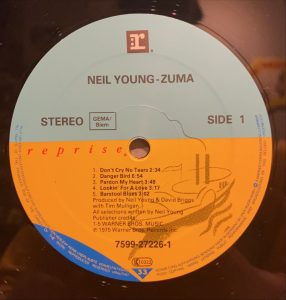 r
NEIL YOUNG-ZUMA
STEREO
GEMA/
Biem
SIDE 1
reprise
1. Don't Cry No Tears 2:34
2. Danger Bird 6:54
3. Pardon My Heart 3:48
4. Lookin' For A Love 3:17
5. Barstool Blues 3:02
Produced by Neil Young & David Briggs
with Tim Mulligan
All selections written by Neil Young
Publisher credits:
1-5 WARNER BROS. MUSIC
℗ 1975 Warner Bros. Records Inc.
7599-27226-1
33